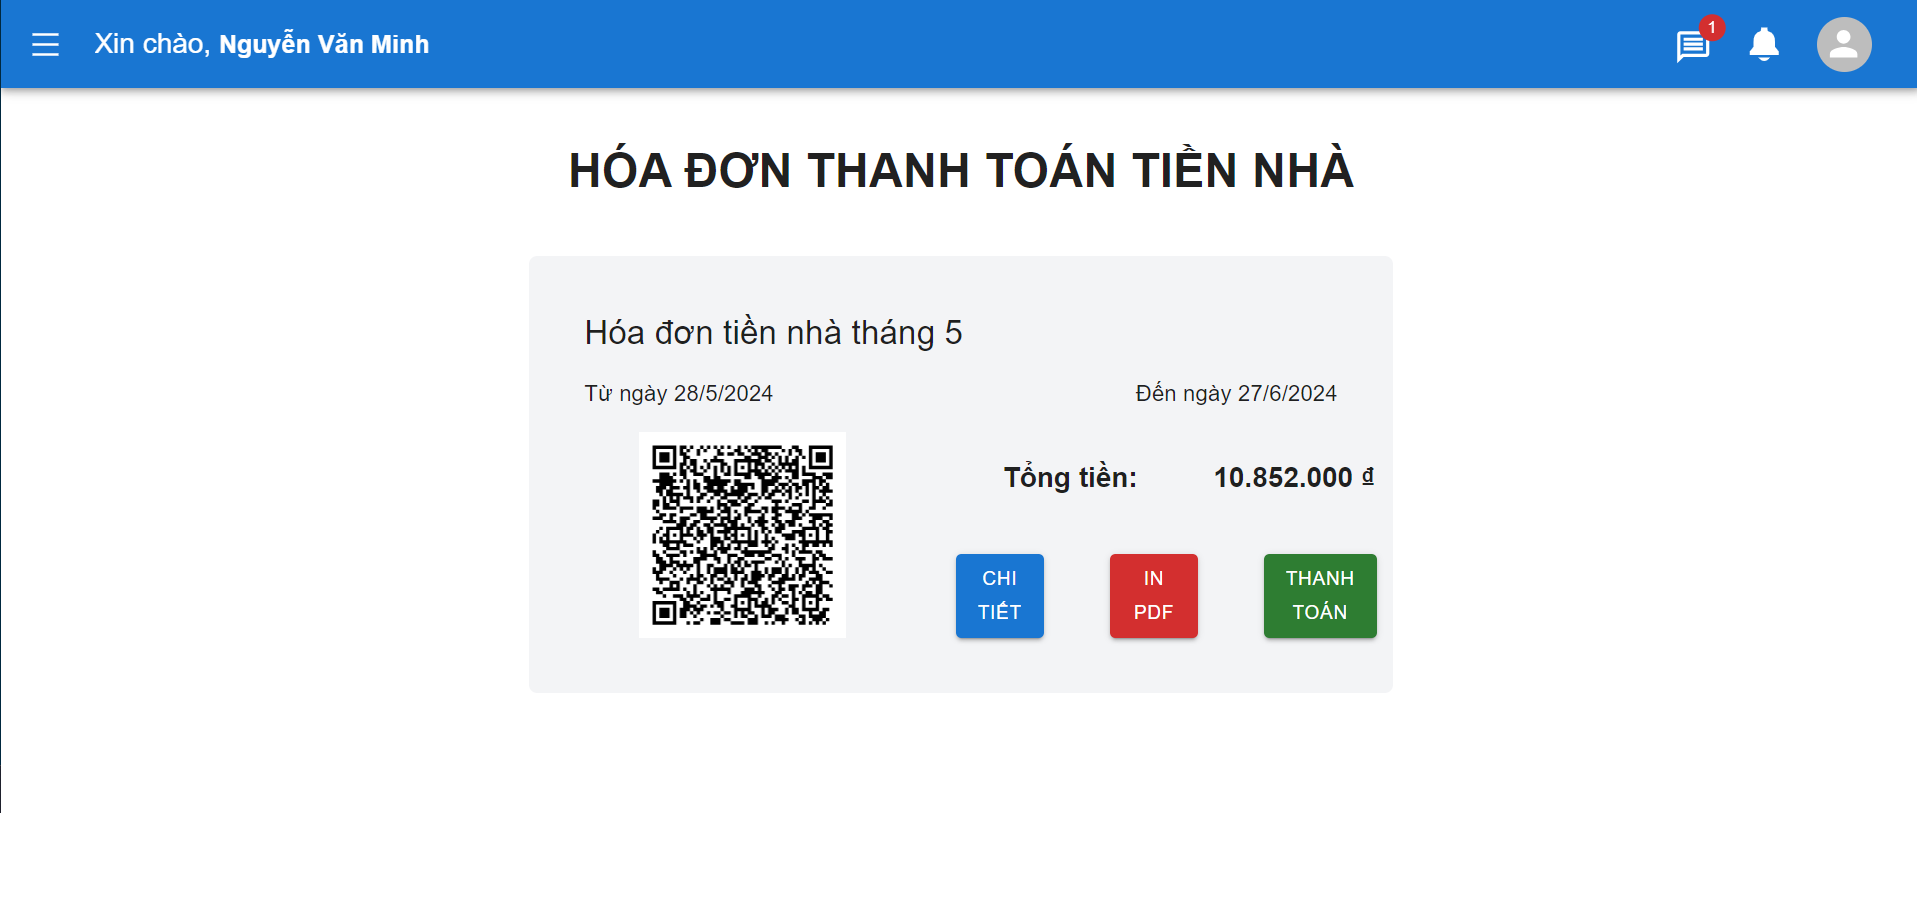 Xin chào, Nguyễn Văn Minh
1
HÓA ĐƠN THANH TOÁN TIỀN NHÀ
Hóa đơn tiền nhà tháng 5
Từ ngày 28/5/2024
Đến ngày 27/6/2024
Tổng tiền: 10.852.000 ₫
CHI
TIẾT
IN
PDF
THANH
TOÁN